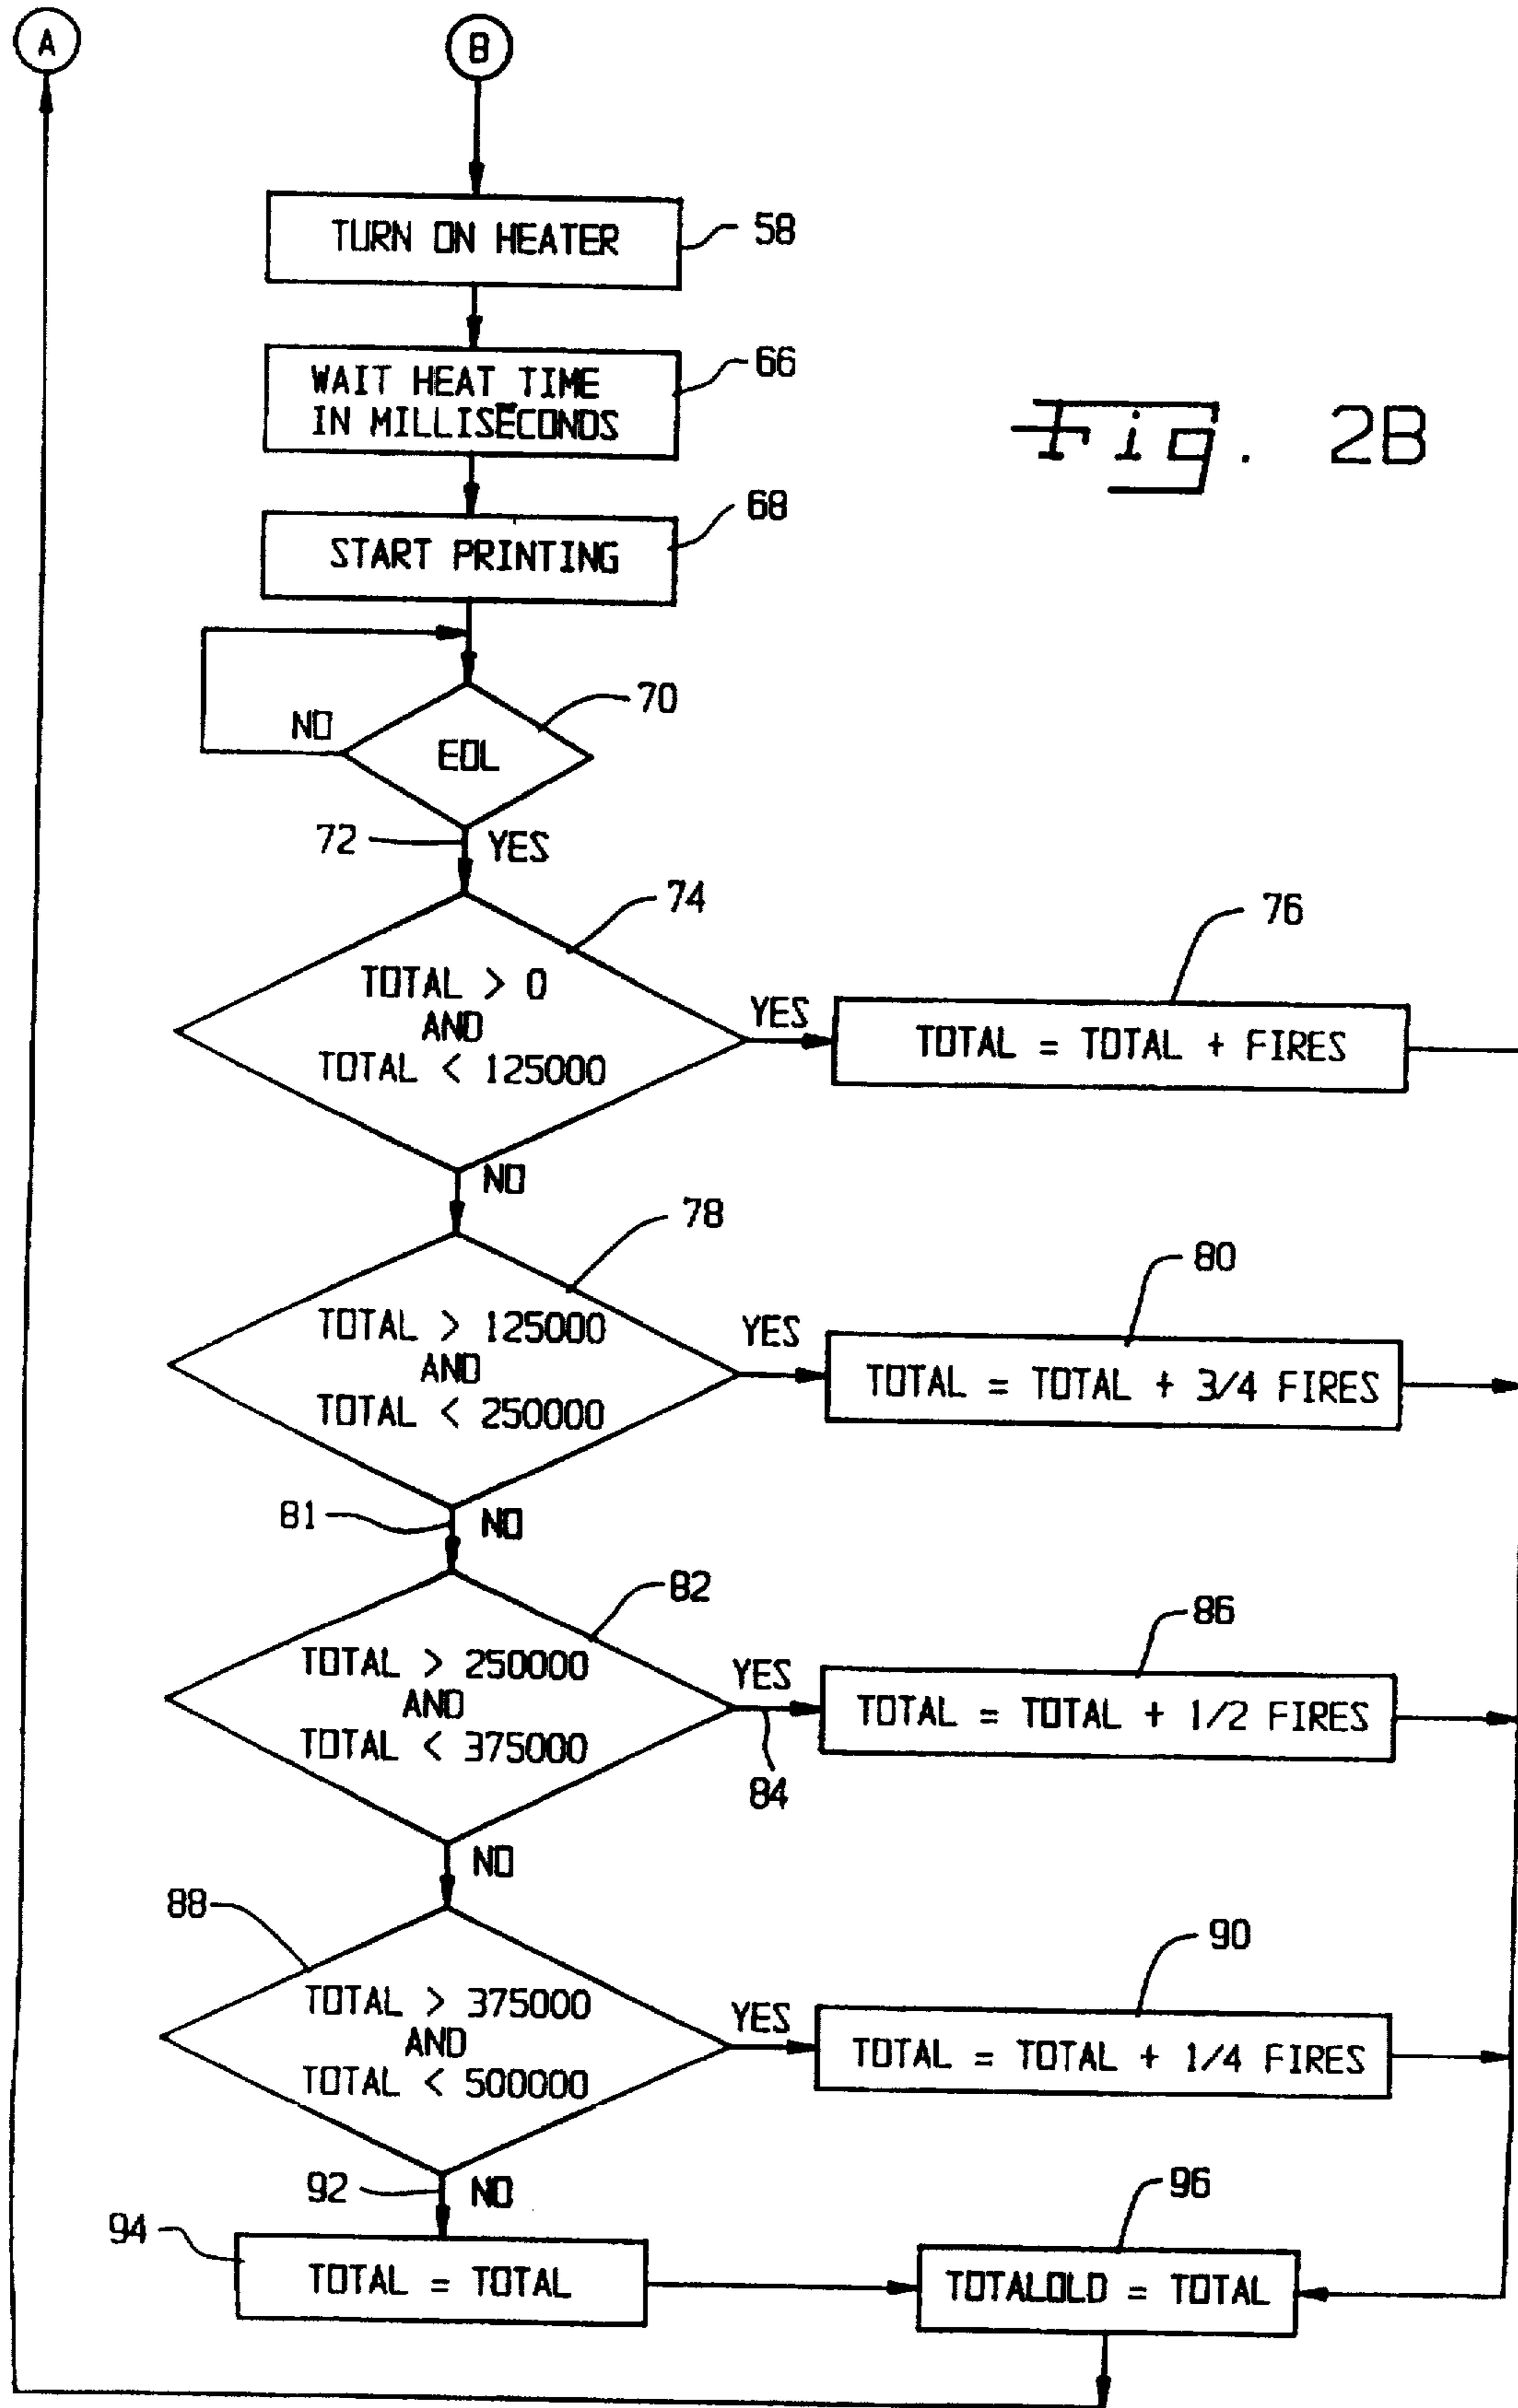 A
B
TURN ON HEATER
58
WAIT HEAT TIME
IN MILLISECONDS
66
Fig. 2B
START PRINTING
68
NO
EOL
70
72
YES
TOTAL > 0
AND
TOTAL < 125000
74
YES
TOTAL = TOTAL + FIRES
76
NO
TOTAL > 125000
AND
TOTAL < 250000
78
YES
TOTAL = TOTAL + 3/4 FIRES
80
81
NO
TOTAL > 250000
AND
TOTAL < 375000
82
YES
84
TOTAL = TOTAL + 1/2 FIRES
86
NO
88
TOTAL > 375000
AND
TOTAL < 500000
YES
TOTAL = TOTAL + 1/4 FIRES
90
92
NO
94
TOTAL = TOTAL
96
TOTALOLD = TOTAL